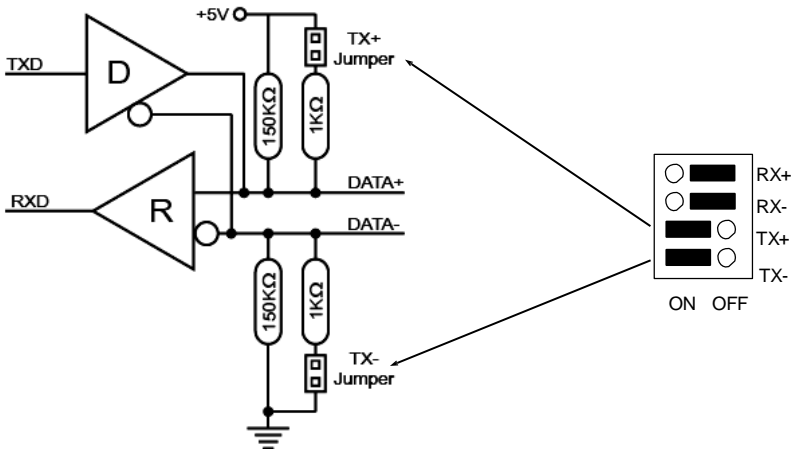 +5V
TX+
Jumper
TXD
D
150KΩ
1KΩ
DATA+
RXD
R
DATA-
150KΩ
1KΩ
TX-
Jumper
RX+
RX-
TX+
TX-
ON OFF